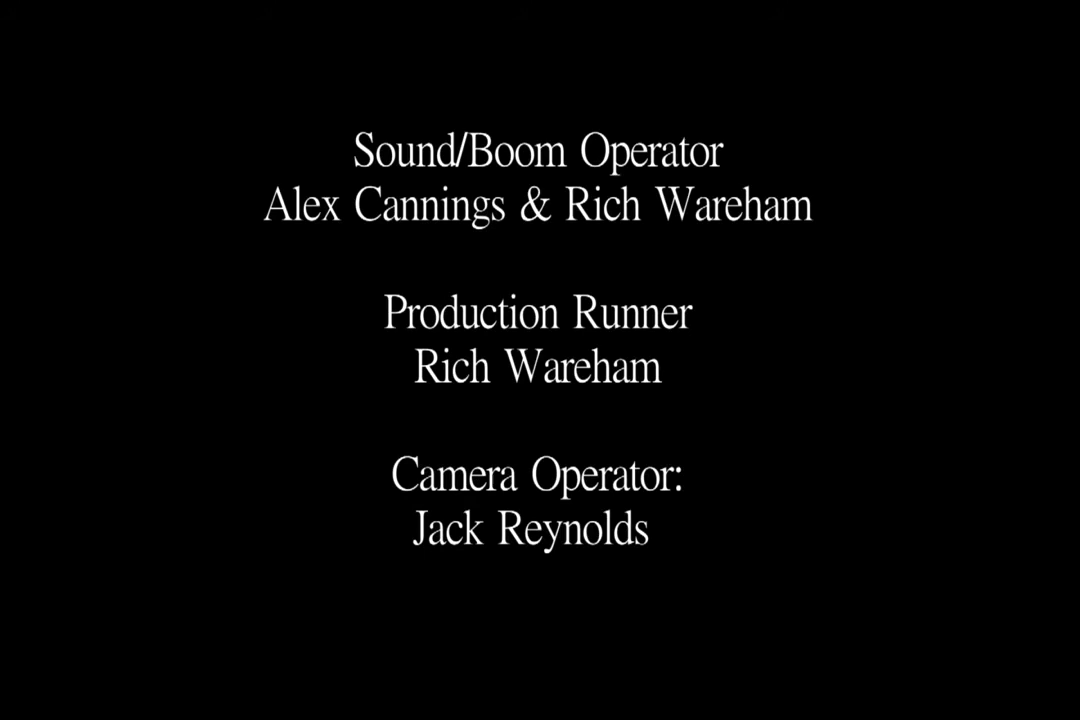 Sound/Boom Operator
Alex Cannings & Rich Wareham
Production Runner
Rich Wareham
Camera Operator:
Jack Reynolds